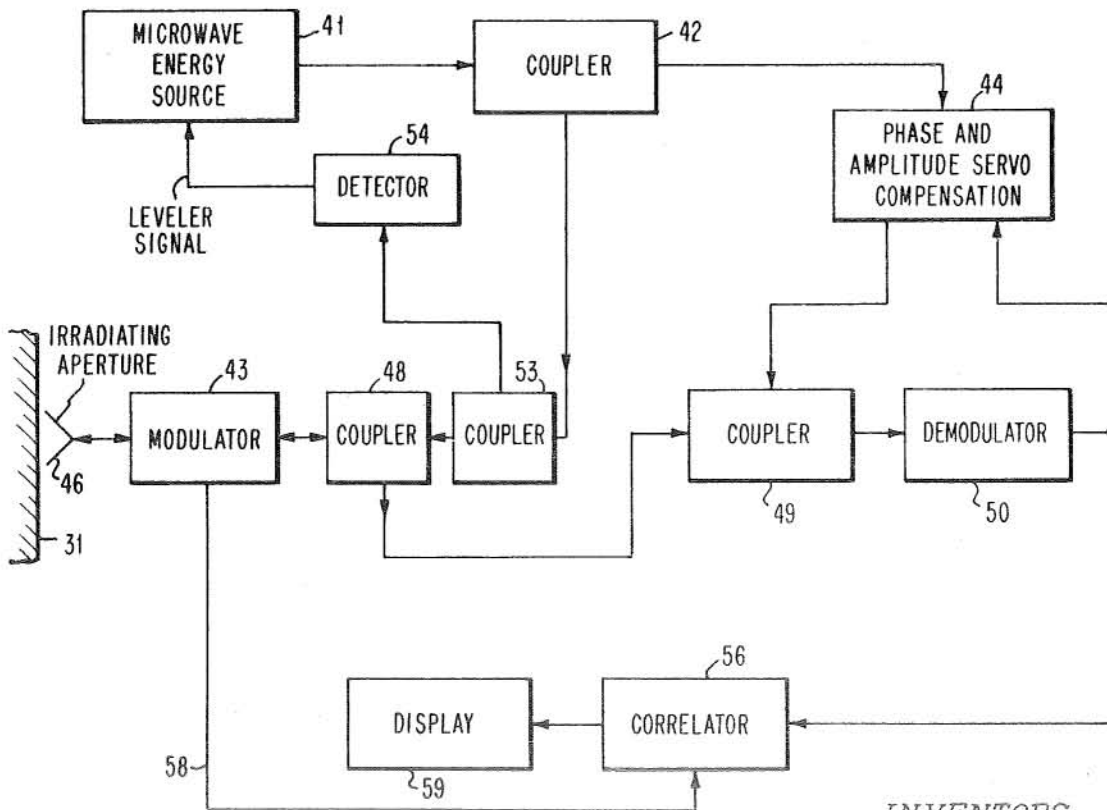 MICROWAVE
ENERGY
SOURCE
41
COUPLER
42
44
PHASE AND
AMPLITUDE SERVO
COMPENSATION
54
DETECTOR
LEVELER
SIGNAL
IRRADIATING
APERTURE
43
MODULATOR
48
COUPLER
53
COUPLER
COUPLER
49
DEMODULATOR
50
46
31
56
CORRELATOR
DISPLAY
59
58
INVENTORS